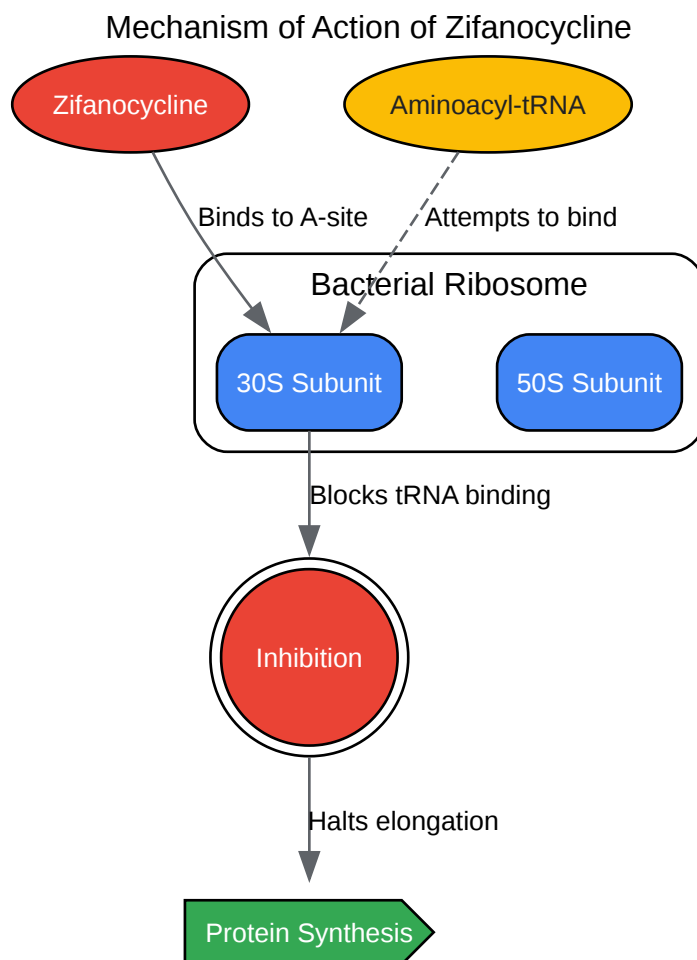 Mechanism of Action of Zifanocycline
Zifanocycline
Aminoacyl-tRNA
Binds to A-site
Attempts to bind
Bacterial Ribosome
30S Subunit
50S Subunit
Blocks tRNA binding
Inhibition
Halts elongation
Protein Synthesis